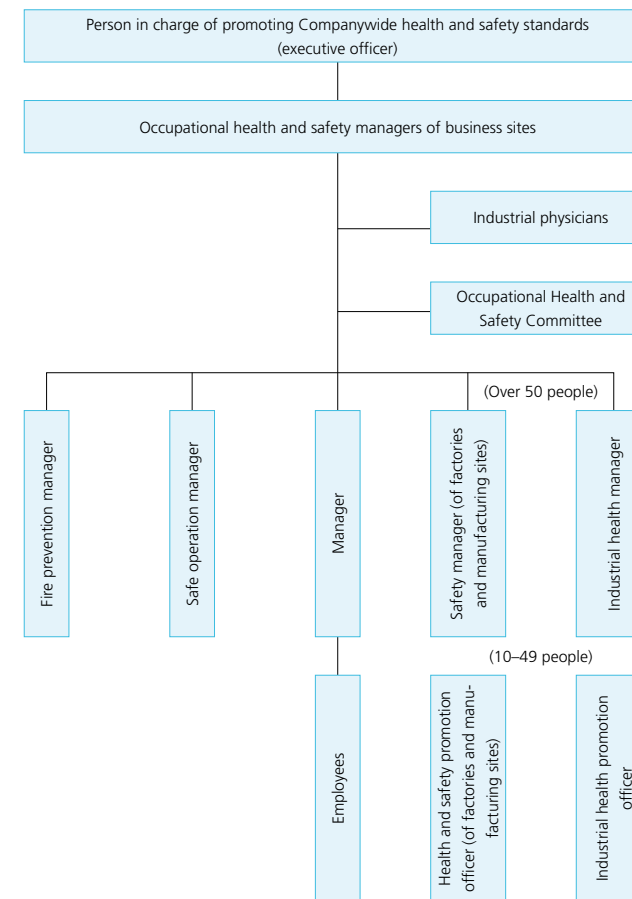 Person in charge of promoting Companywide health and safety standards
(executive officer)
Occupational health and safety managers of business sites
Industrial physicians
Occupational Health and
Safety Committee
(Over 50 people)
Fire prevention manager
Safe operation manager
Manager
Safety manager (of factories
and manufacturing sites)
Industrial health manager
(10–49 people)
Employees
Health and safety promotion
officer (of factories and manu-
facturing sites)
Industrial health promotion
officer